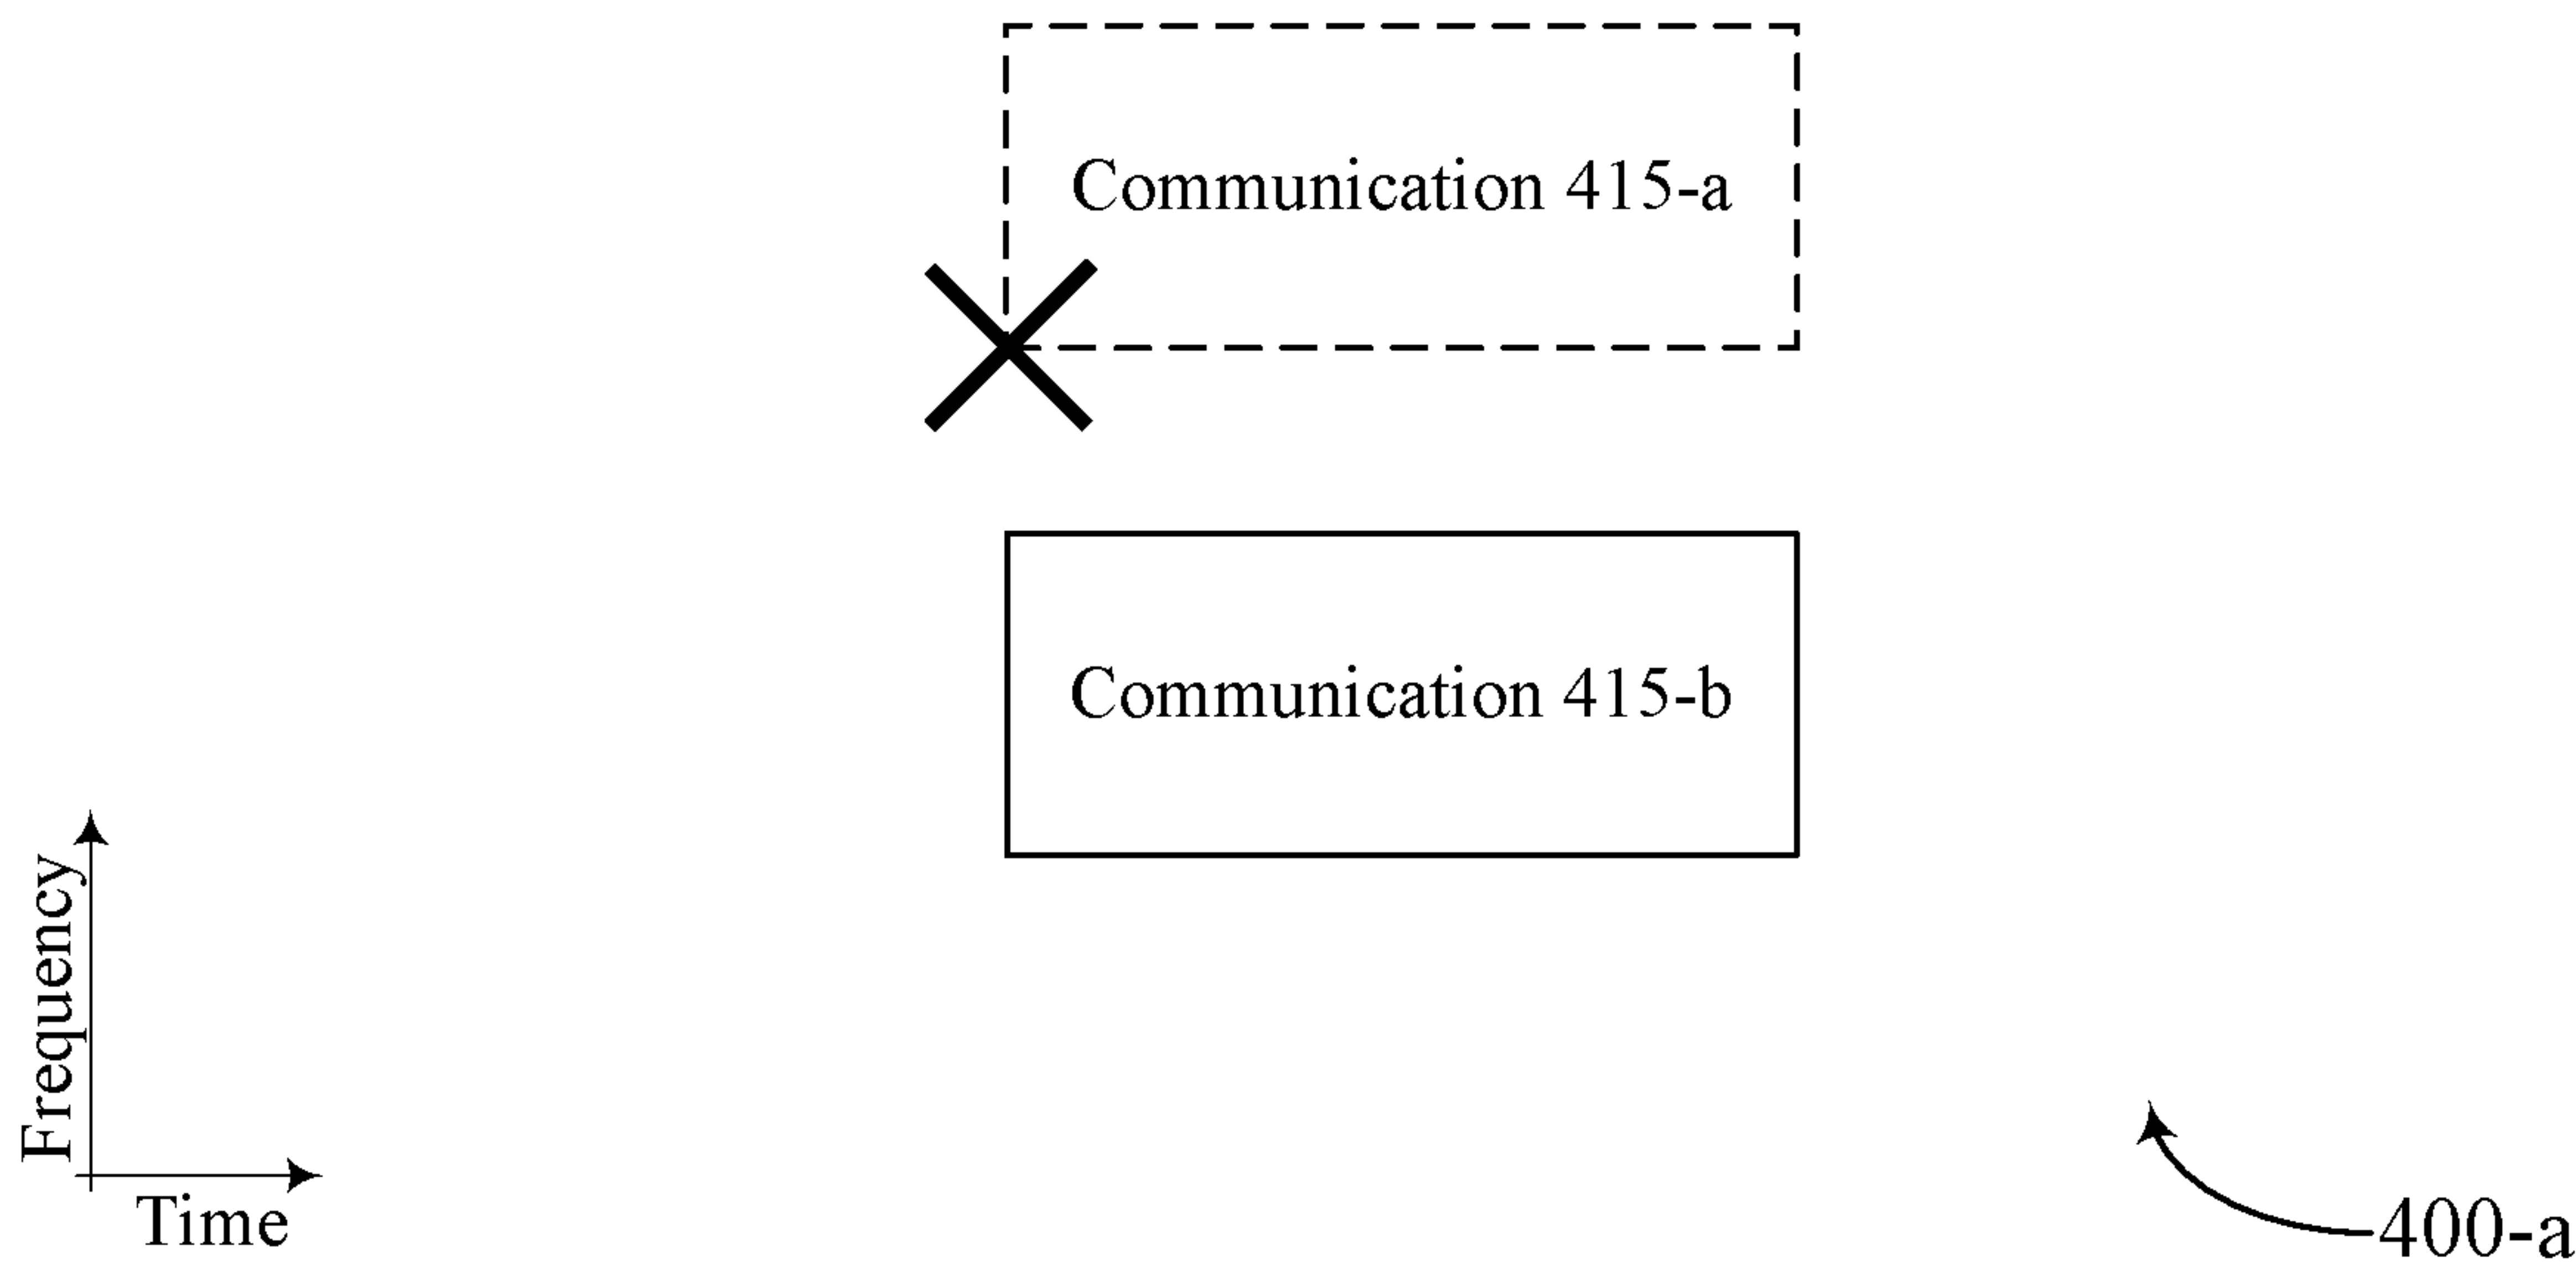 Communication 415-a
Communication 415-b
Frequency
Time
400-a